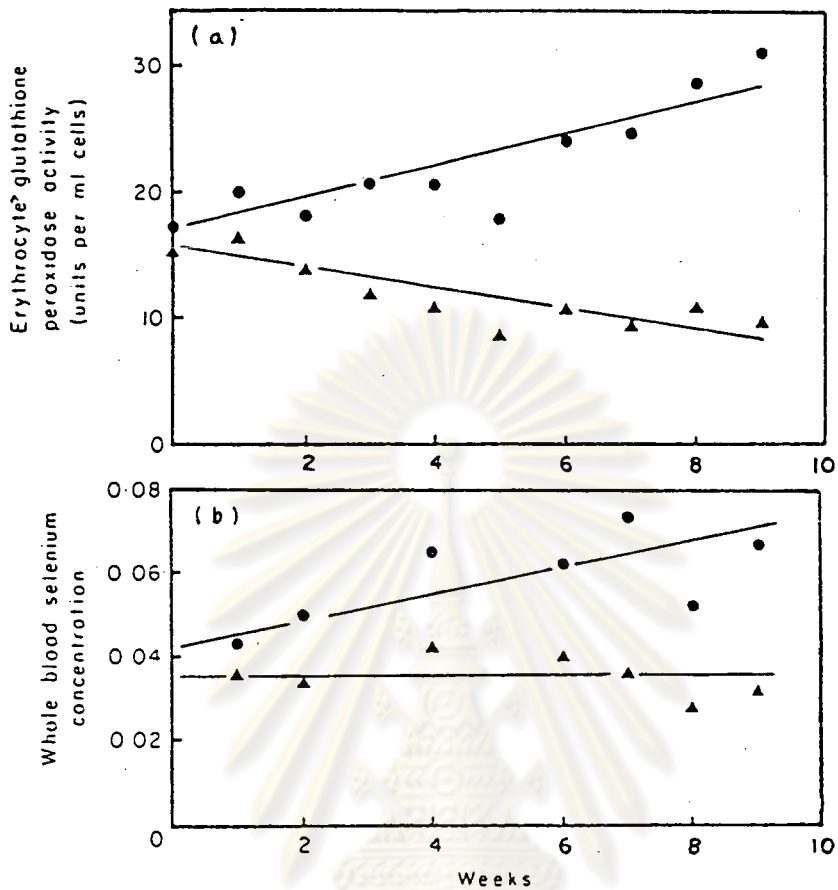 (a)
Erythrocyte> glutathione
peroxidase activity
(units per ml cells)
30
20
10
0
2
4
6
8
10
(b)
Whole blood selenium
concentration
0·08
0·06
0 04
0 02
0
2
4
6
8
10
Weeks